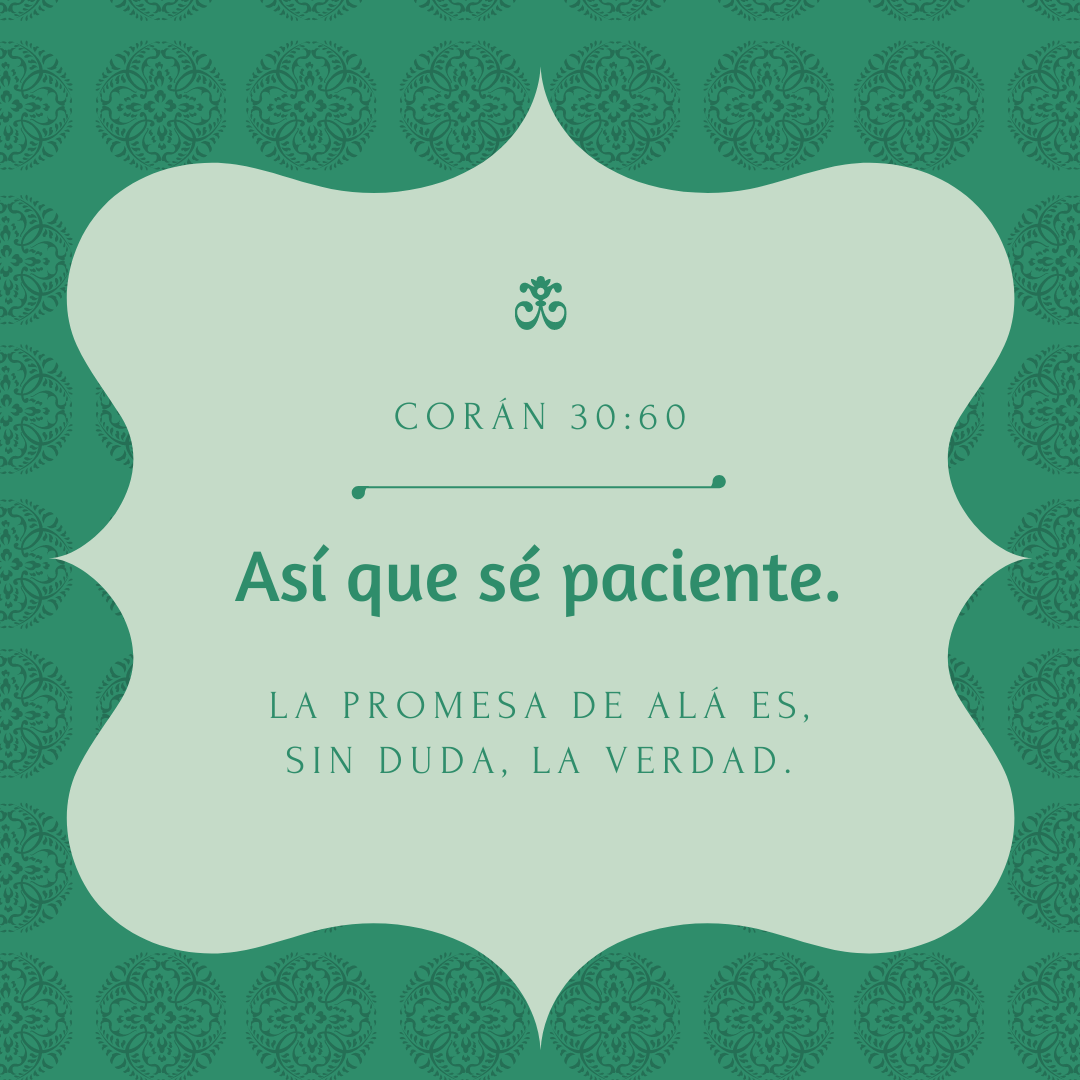 CORÁN 30:60
Así que sé paciente.
LA PROMESA DE ALÁ ES,
SIN DUDA, LA VERDAD.